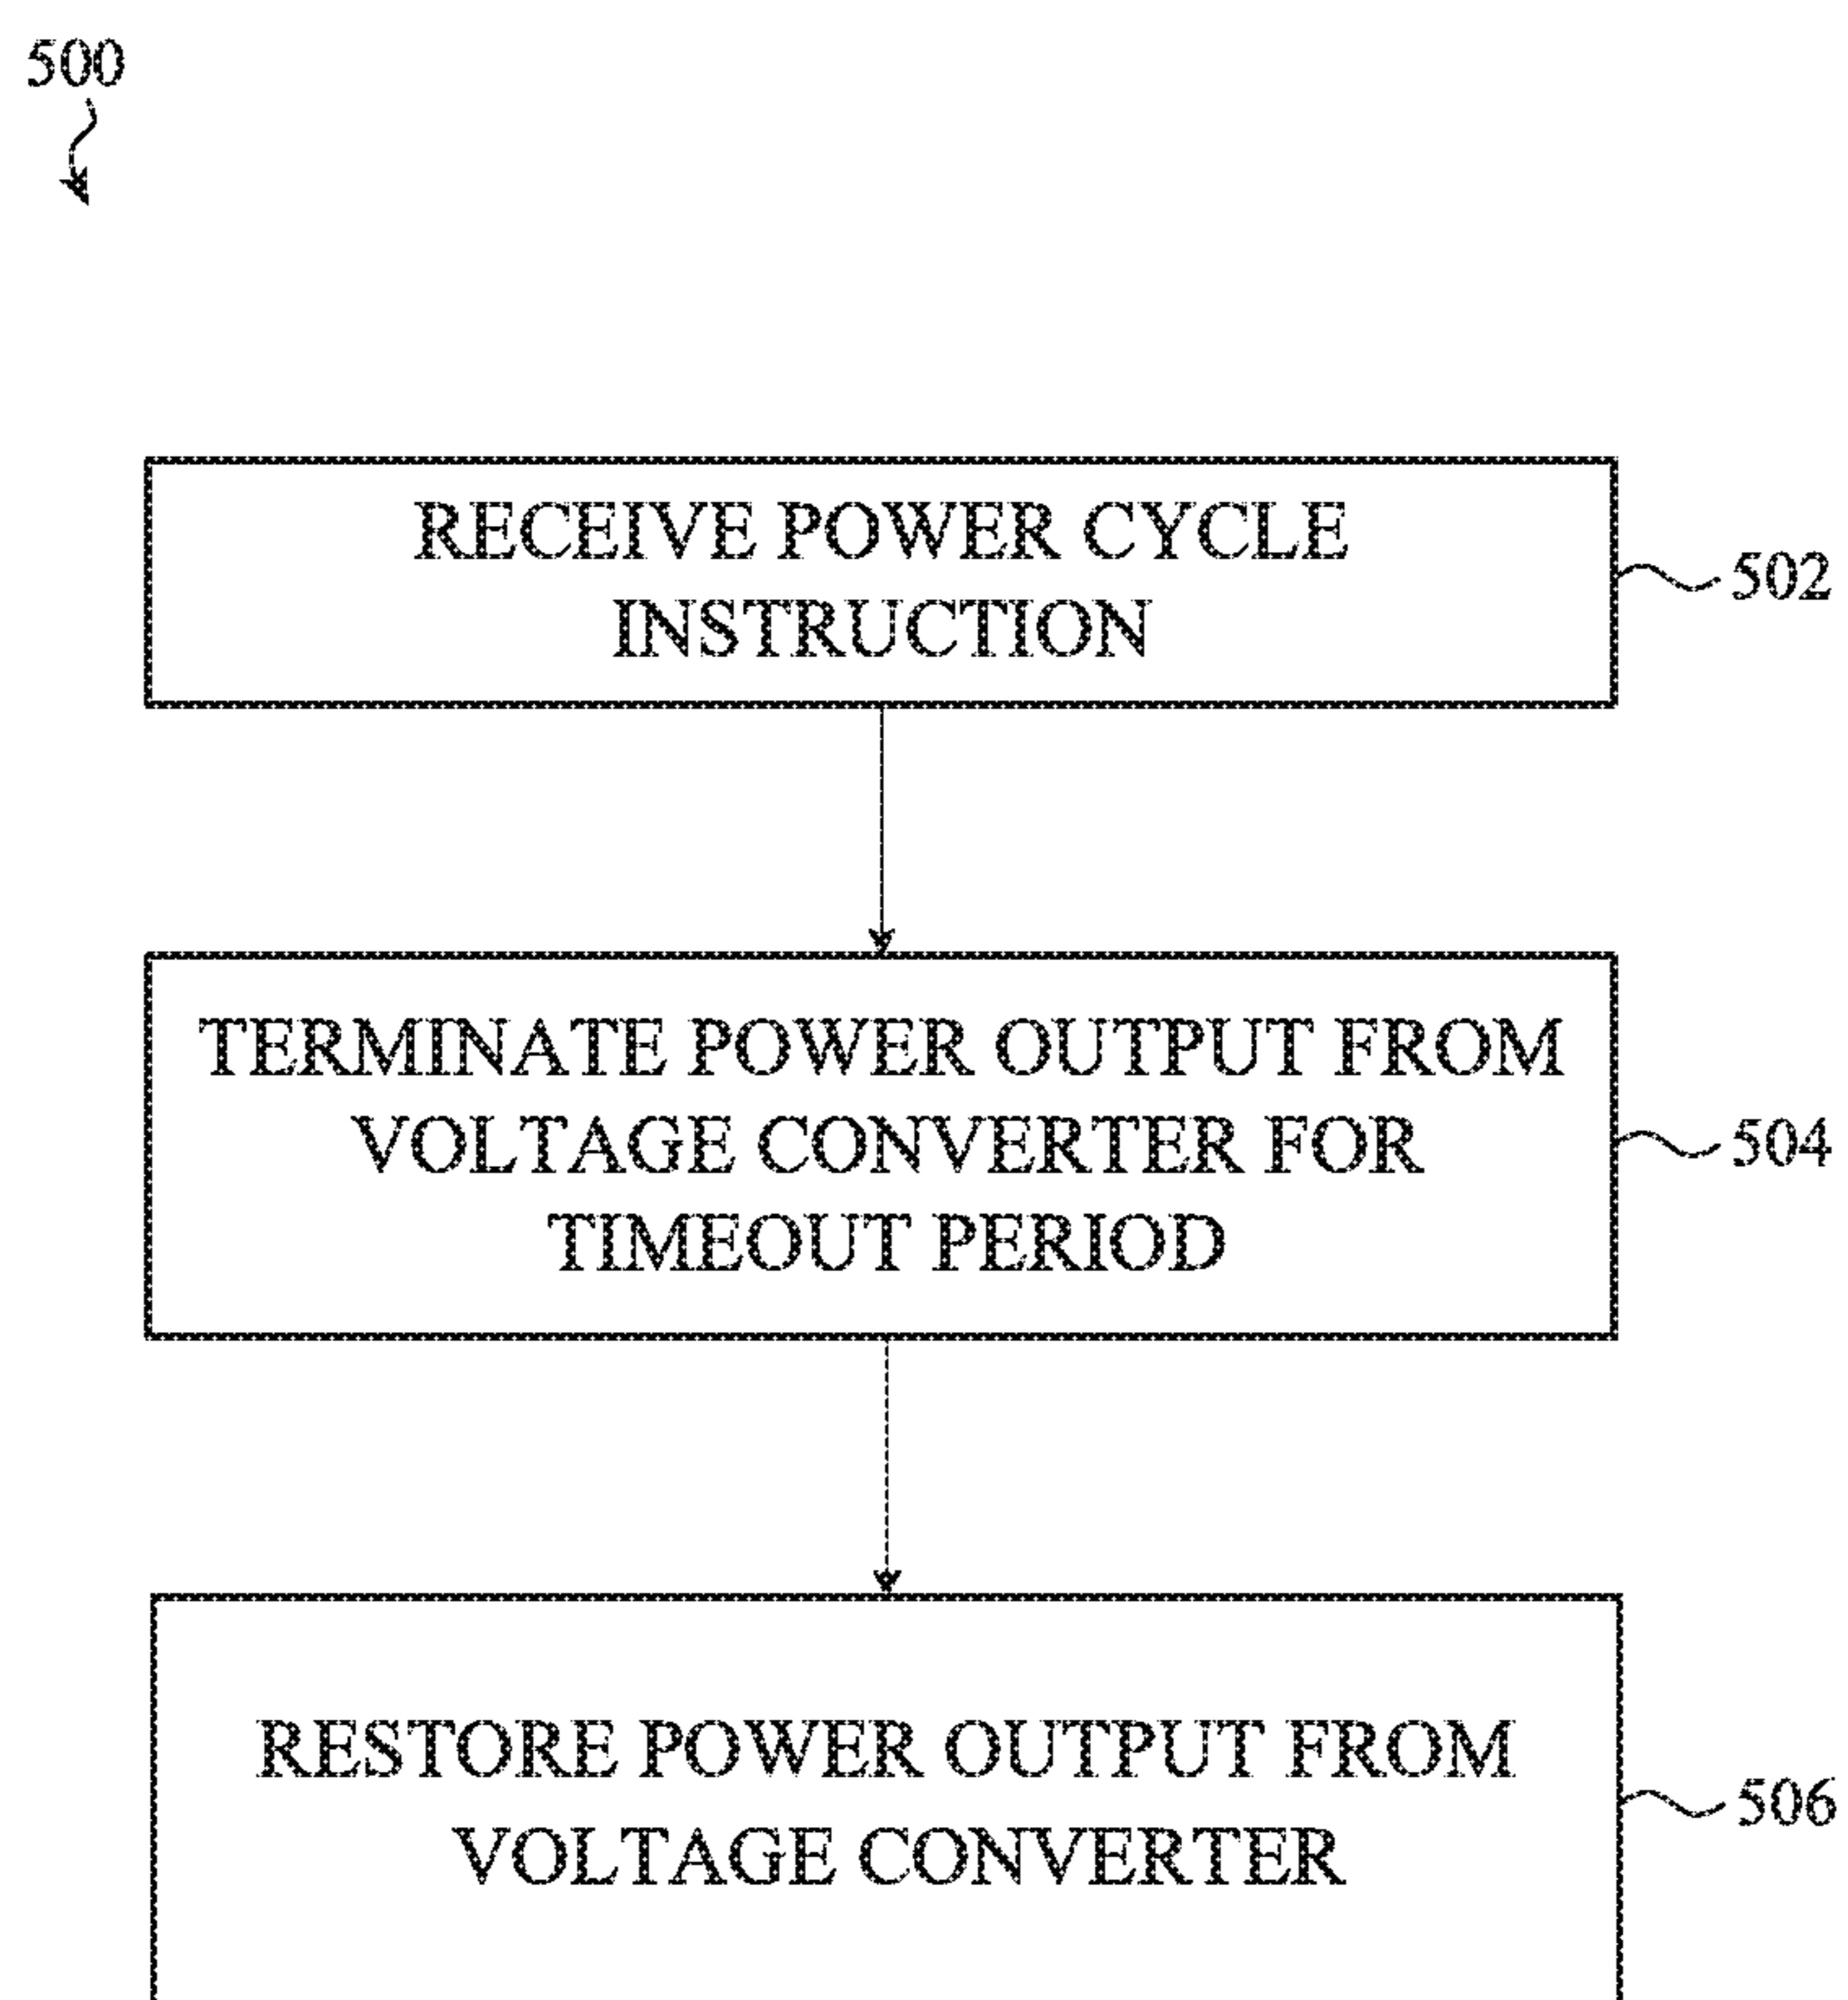 500
RECEIVE POWER CYCLE
INSTRUCTION
502
TERMINATE POWER OUTPUT FROM
VOLTAGE CONVERTER FOR
TIMEOUT PERIOD
504
RESTORE POWER OUTPUT FROM
VOLTAGE CONVERTER
506